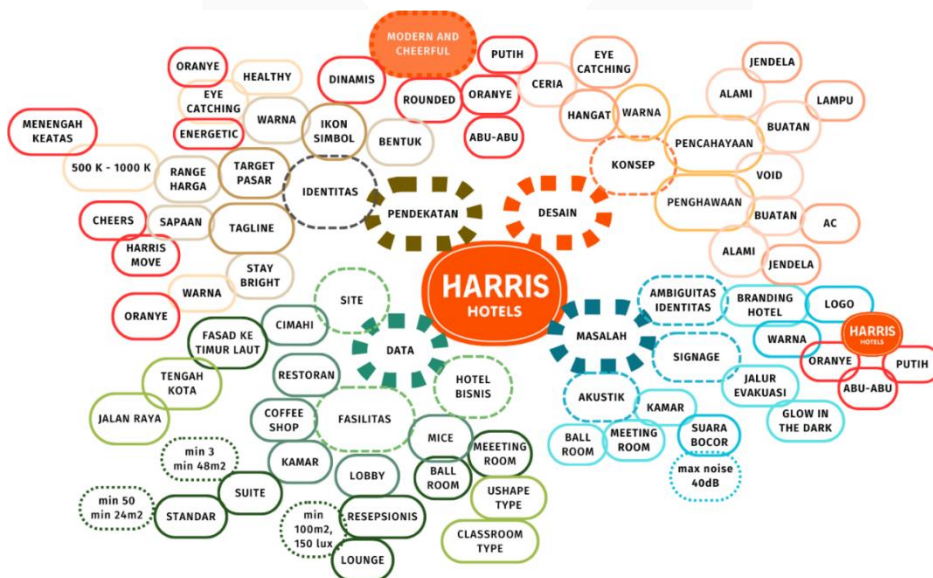 MODERN AND
CHEERFUL
ORANYE
HEALTHY
EYE
CATCHING
ENERGETIC
WARNA
DINAMIS
IKON
SIMBOL
ROUNDED
BENTUK
PUTIH
ORANYE
ABU-ABU
CERIA
EYE
CATCHING
HANGAT
WARNA
KONSEP
PENCAHAYAAN
ALAMI
JENDELA
BUATAN
LAMPU
PENGHAWAAN
VOID
BUATAN
AC
ALAMI
JENDELA
MENENGAH
KEATAS
500 K - 1000 K
RANGE
HARGA
TARGET
PASAR
IDENTITAS
PENDEKATAN
DESAIN
CHEERS
SAPAAN
HARRIS
MOVE
TAGLINE
STAY
BRIGHT
WARNA
ORANYE
HARRIS
HOTELS
SITE
CIMAHI
FASAD KE
TIMUR LAUT
TENGAH
KOTA
JALAN RAYA
DATA
RESTORAN
COFFEE
SHOP
FASILITAS
HOTEL
BISNIS
KAMAR
LOBBY
MICE
MEEETING
ROOM
BALL
ROOM
USHAPE
TYPE
CLASSROOM
TYPE
SUITE
min 3
min 48m2
STANDAR
min 50
min 24m2
RESEPSIONIS
min
100m2,
150 lux
LOUNGE
MASALAH
AMBIGUITAS
IDENTITAS
BRANDING
HOTEL
LOGO
WARNA
HARRIS
HOTELS
ORANYE
PUTIH
ABU-ABU
SIGNAGE
JALUR
EVAKUASI
GLOW IN
THE DARK
AKUSTIK
KAMAR
BALL
ROOM
MEETING
ROOM
SUARA
BOCOR
max noise
40dB